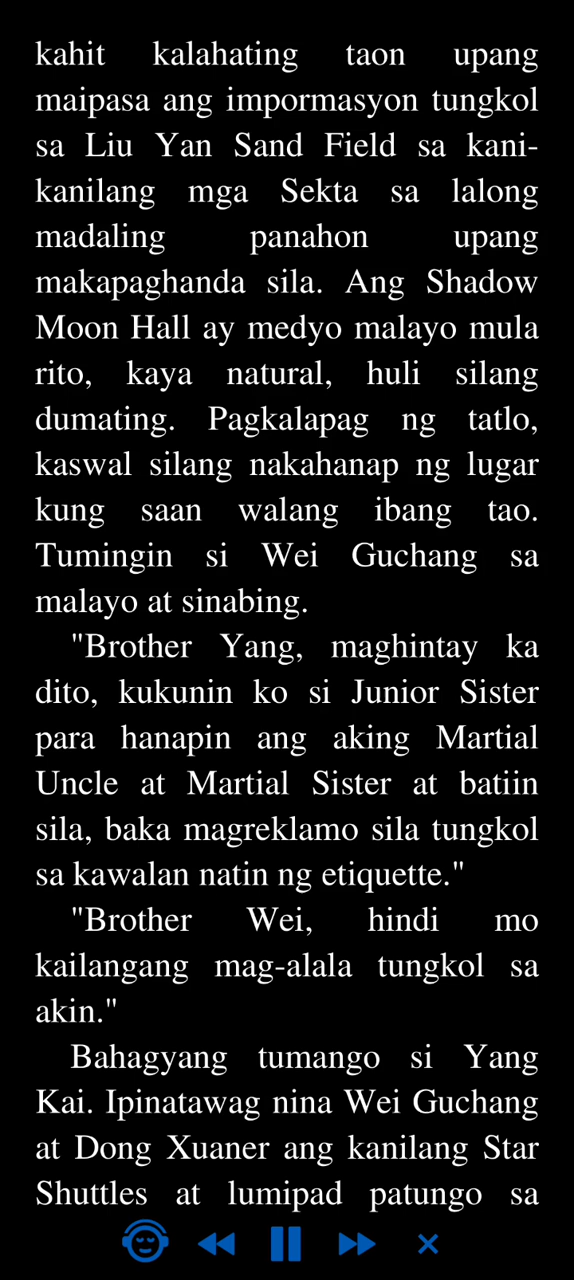 kahit kalahating taon upang
maipasa ang impormasyon tungkol
sa Liu Yan Sand Field sa kani-
kanilang mga Sekta sa lalong
madaling panahon upang
makapaghanda sila. Ang Shadow
Moon Hall ay medyo malayo mula
rito, kaya natural, huli silang
dumating. Pagkalapag ng tatlo,
kaswal silang nakahanap ng lugar
kung saan walang ibang tao.
Tumingin si Wei Guchang sa
malayo at sinabing.
"Brother Yang, maghintay ka
dito, kukunin ko si Junior Sister
para hanapin ang aking Martial
Uncle at Martial Sister at batiin
sila, baka magreklamo sila tungkol
sa kawalan natin ng etiquette."
"Brother Wei, hindi mo
kailangang mag-alala tungkol sa
akin."
Bahagyang tumango si Yang
Kai. Ipinatawag nina Wei Guchang
at Dong Xuaner ang kanilang Star
Shuttles at lumipad patungo sa